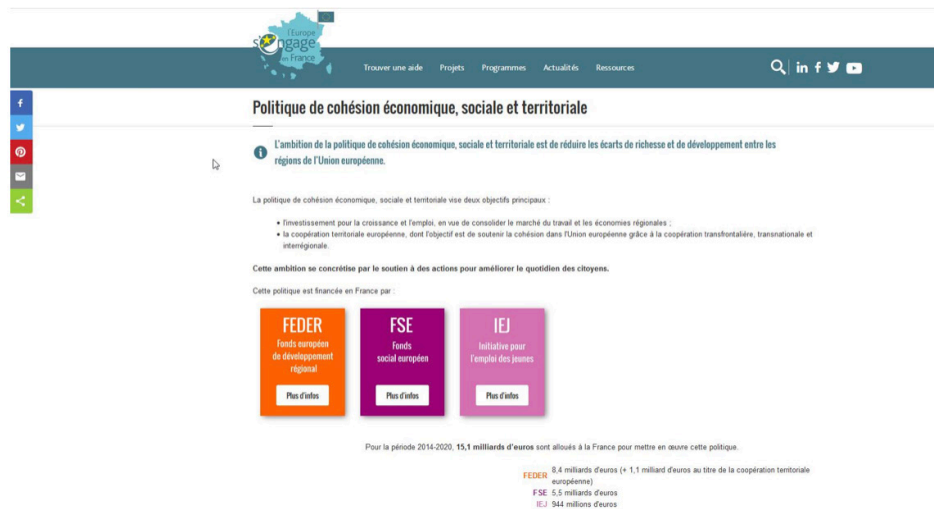 l'Europe
s'engage
en France
Trouver une aide Projets Programmes Actualités Ressources
Politique de cohésion économique, sociale et territoriale
L'ambition de la politique de cohésion économique, sociale et territoriale est de réduire les écarts de richesse et de développement entre les
régions de l'Union européenne.
La politique de cohésion économique, sociale et territoriale vise deux objectifs principaux :
• l'investissement pour la croissance et l'emploi, en vue de consolider le marché du travail et les économies régionales ;
• la coopération territoriale européenne, dont l'objectif est de soutenir la cohésion dans l'Union européenne grâce à la coopération transfrontalière, transnationale et
interrégionale.
Cette ambition se concrétise par le soutien à des actions pour améliorer le quotidien des citoyens.
Cette politique est financée en France par :
FEDER
Fonds européen
de développement
régional
Plus d'infos
FSE
Fonds
social européen
Plus d'infos
IEJ
Initiative pour
l'emploi des jeunes
Plus d'infos
Pour la période 2014-2020, 15,1 milliards d'euros sont alloués à la France pour mettre en œuvre cette politique.
FEDER 8,4 milliards d'euros (+ 1,1 milliard d'euros au titre de la coopération territoriale
européenne)
FSE 5,5 milliards d'euros
IEJ 944 millions d'euros